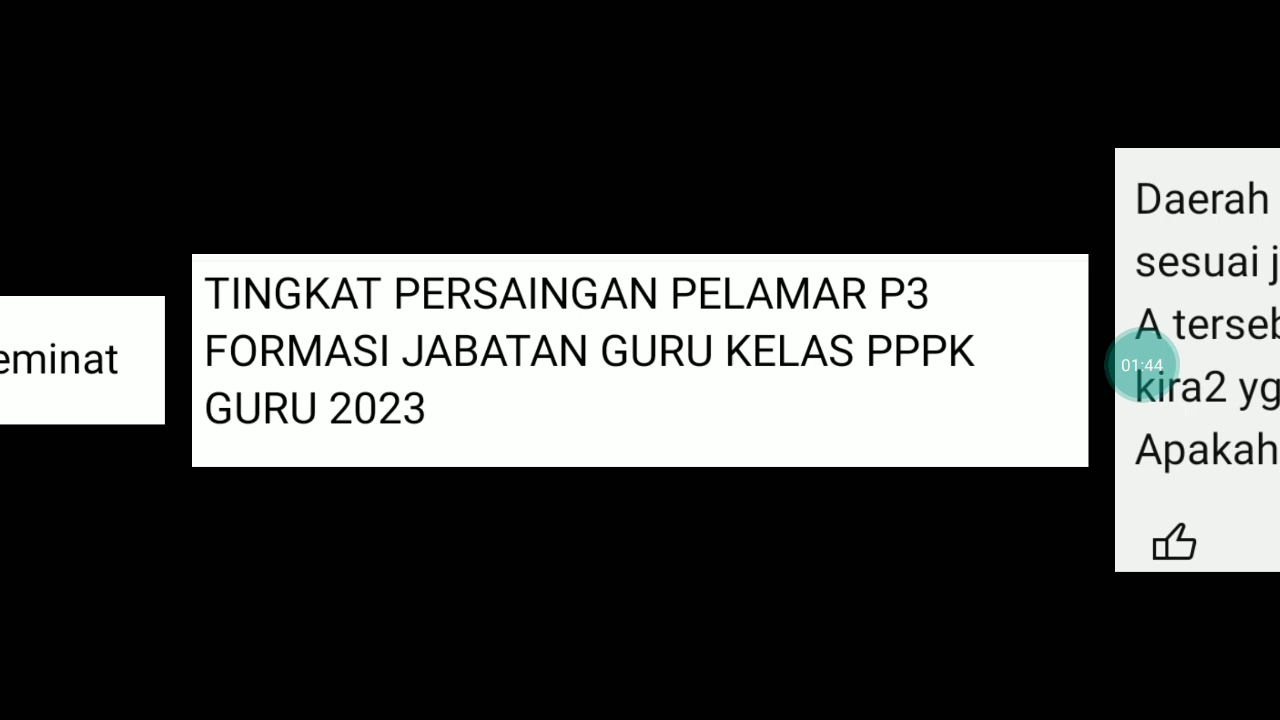 eminat
TINGKAT PERSAINGAN PELAMAR P3
FORMASI JABATAN GURU KELAS PPPK
GURU 2023
Daerah
sesuai j
A terseb
01:44
kira2 yg
Apakah